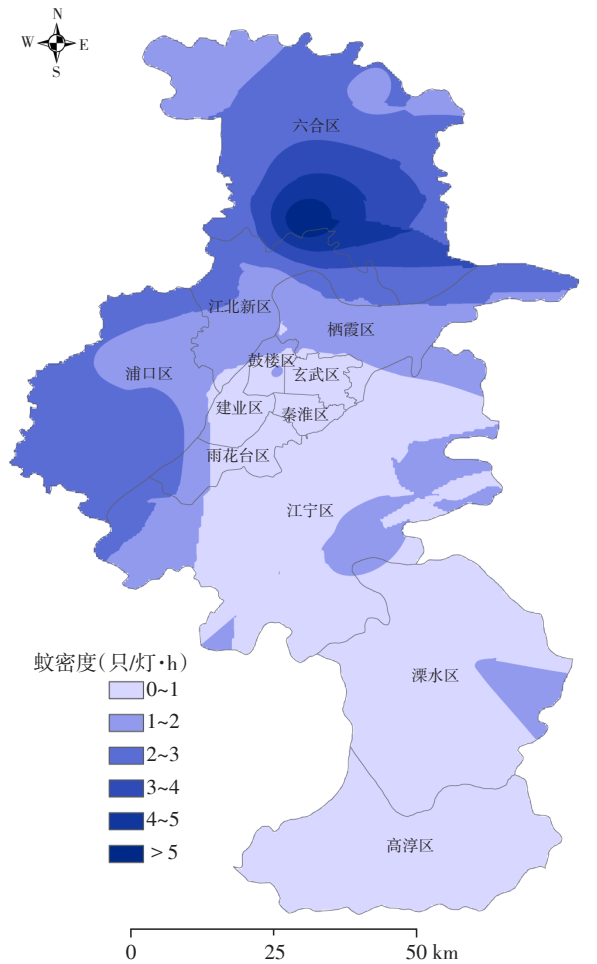 N
W E
S
六合区
江北新区
栖霞区
鼓楼区
浦口区
玄武区
建业区
秦淮区
雨花台区
江宁区
溧水区
高淳区
蚊密度(只/灯·h)
0~1
1~2
2~3
3~4
4~5
>5
0 25 50 km